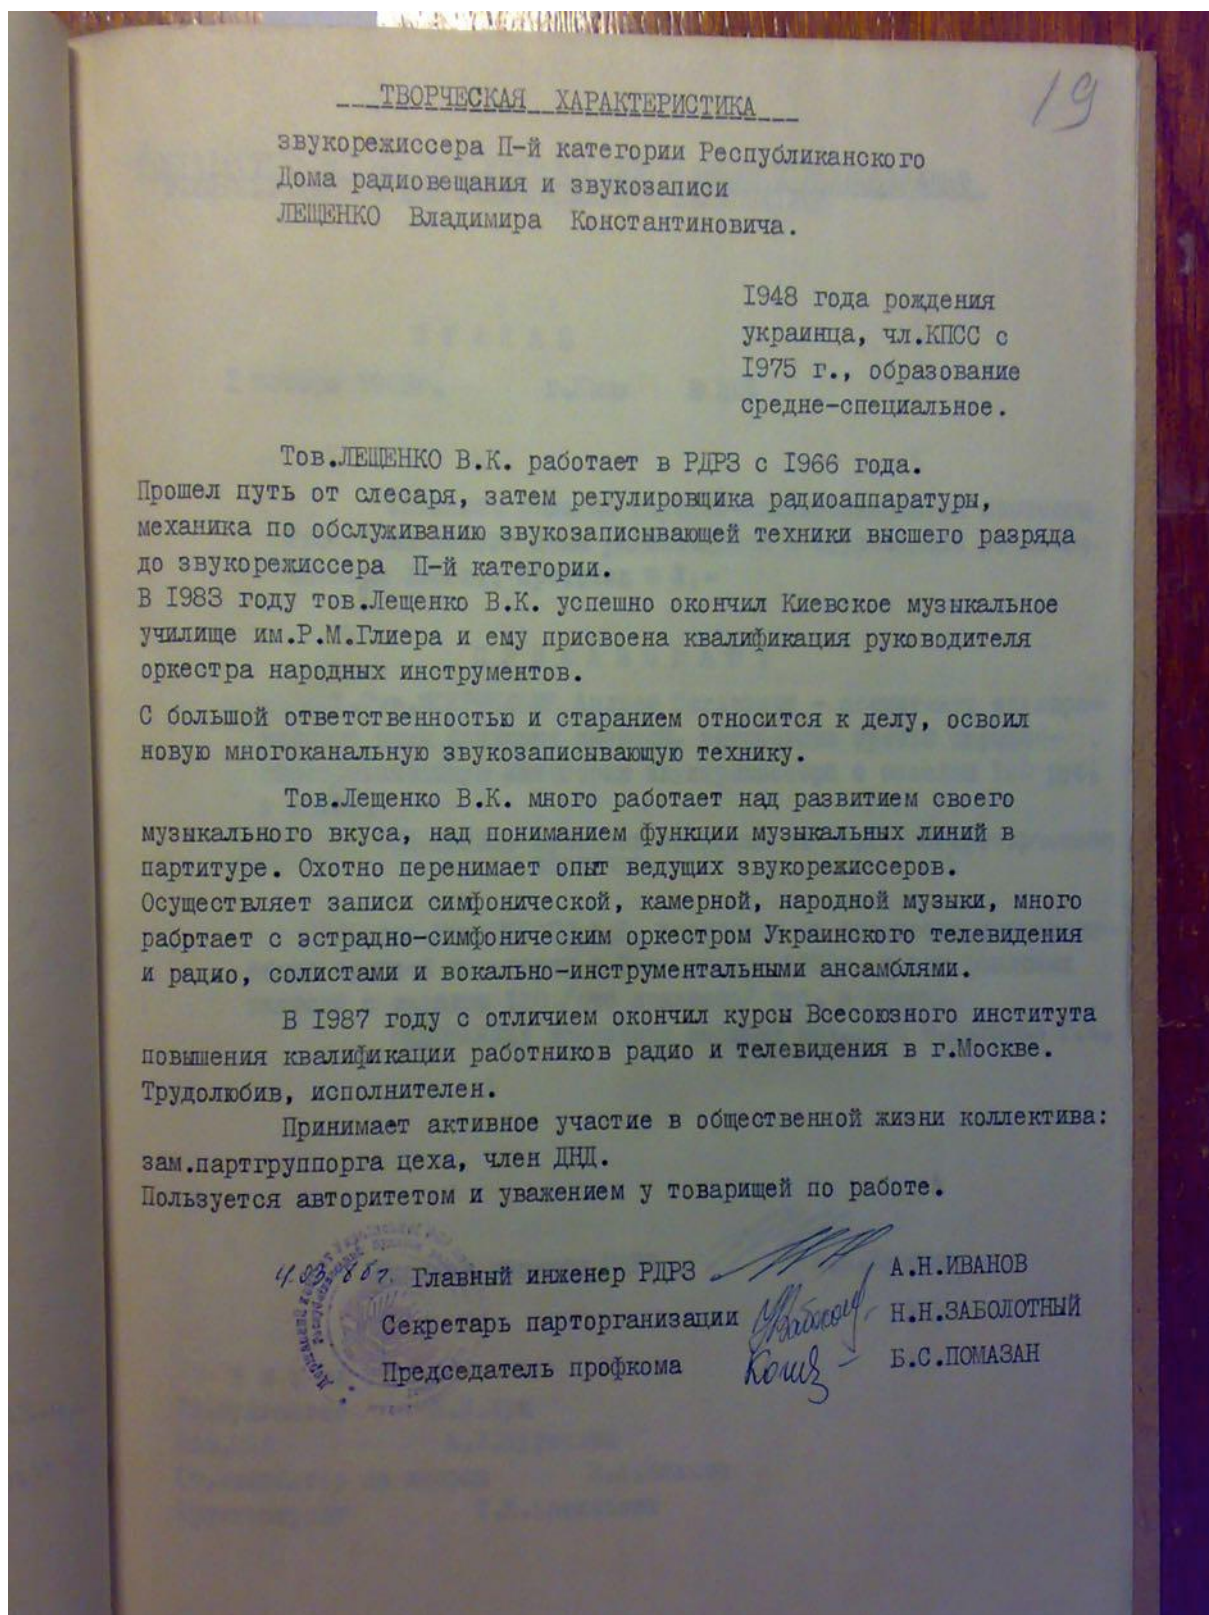 19
ТВОРЧЕСКАЯ ХАРАКТЕРИСТИКА
звукорежиссера П-й категории Республиканского
Дома радиовещания и звукозаписи
ЛЕЩЕНКО Владимира Константиновича.
I948 года рождения
украинца, чл.КПСС с
I975 г., образование
средне-специальное.
Тов.ЛЕЩЕНКО В.К. работает в РДРЗ с I966 года.
Прошел путь от слесаря, затем регулировщика радиоаппаратуры,
механика по обслуживанию звукозаписывающей техники высшего разряда
до звукорежиссера П-й категории.
В I983 году тов.Лещенко В.К. успешно окончил Киевское музыкальное
училище им.Р.М.Глиера и ему присвоена квалификация руководителя
оркестра народных инструментов.
С большой ответственностью и старанием относится к делу, освоил
новую многоканальную звукозаписывающую технику.
Тов.Лещенко В.К. много работает над развитием своего
музыкального вкуса, над пониманием функции музыкальных линий в
партитуре. Охотно перенимает опыт ведущих звукорежиссеров.
Осуществляет записи симфонической, камерной, народной музыки, много
рабртает с эстрадно-симфоническим оркестром Украинского телевидения
и радио, солистами и вокально-инструментальными ансамблями.
В I987 году с отличием окончил курсы Всесоюзного института
повышения квалификации работников радио и телевидения в г.Москве.
Трудолюбив, исполнителен.
Принимает активное участие в общественной жизни коллектива:
зам.партгруппорга цеха, член ДНД.
Пользуется авторитетом и уважением у товарищей по работе.
Главный инженер РДРЗ А.Н.ИВАНОВ
Секретарь парторганизации Н.Н.ЗАБОЛОТНЫЙ
Председатель профкома Б.С.ПОМАЗАН